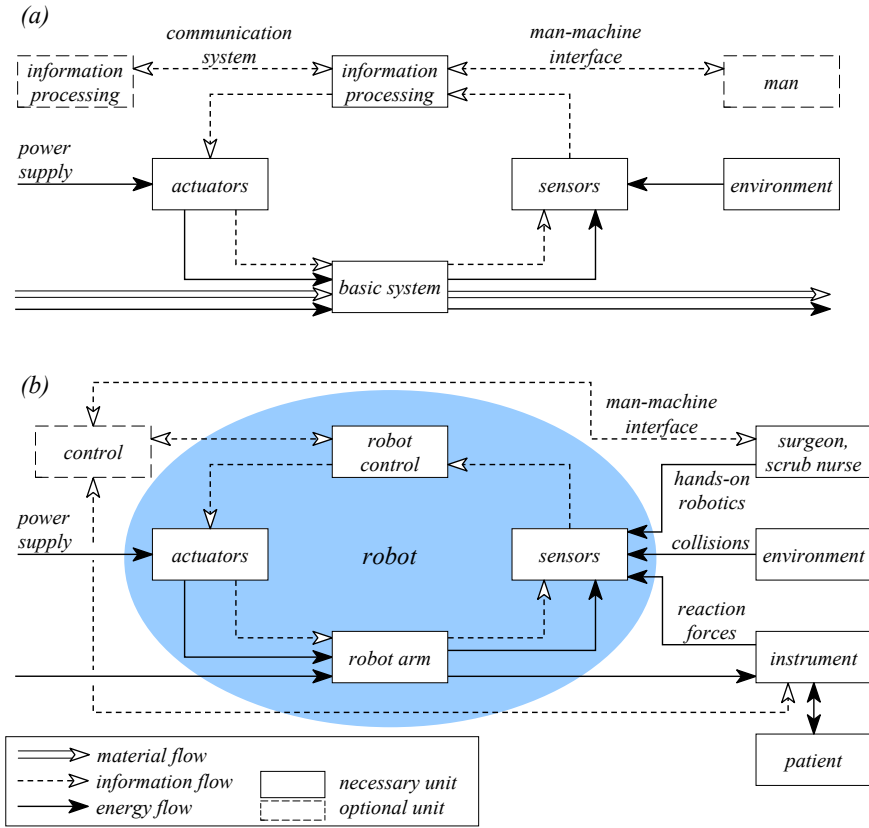 (a)
communication
system
man-machine
interface
information
processing
information
processing
man
power
supply
actuators
sensors
environment
basic system
(b)
man-machine
interface
control
robot
control
surgeon,
scrub nurse
hands-on
robotics
power
supply
actuators
robot
sensors
collisions
environment
reaction
forces
robot arm
instrument
patient
material flow
information flow
energy flow
necessary unit
optional unit